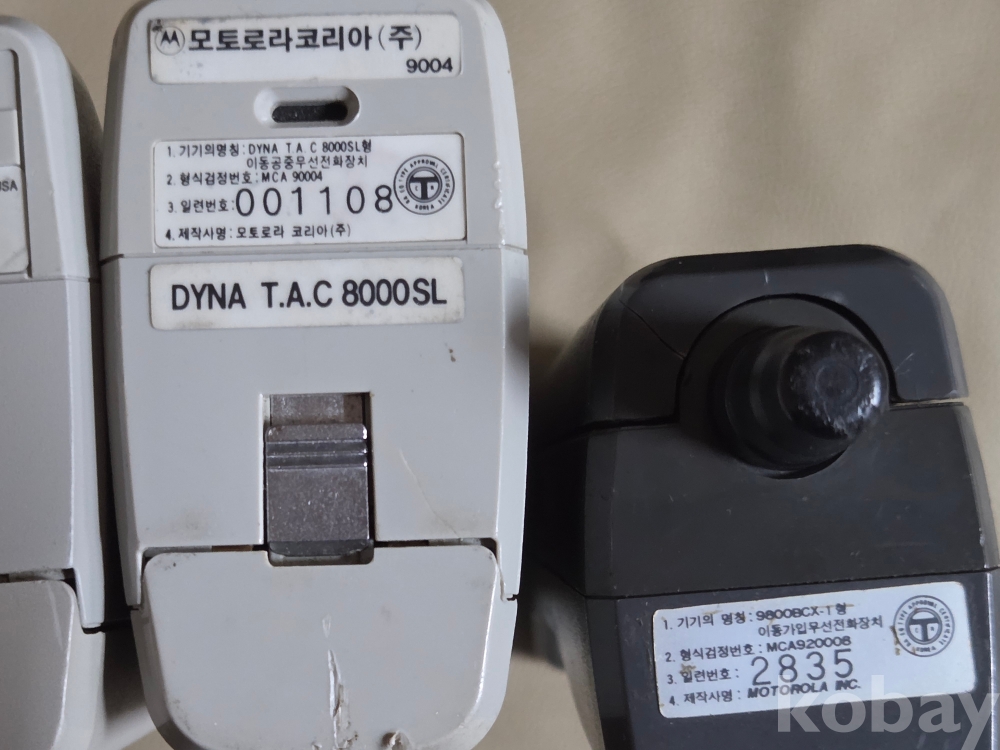 USA
모토로라코리아(주)
9004
1. 기기의명칭:DYNA T.A.C 8000SL형
이동공중무선전화장치
2. 형식검정번호:MCA 90004
3. 일련번호:001108
4. 제작사명: 모토로라 코리아(주)
DYNA T.A.C 8000SL
1. 기기의 명칭:9800BCX-1형
이동가입무선전화장치
2. 형식검정번호: MCA920008
3. 일련번호: 2835
4. 제작사명: MOTOROLA INC.
kobay